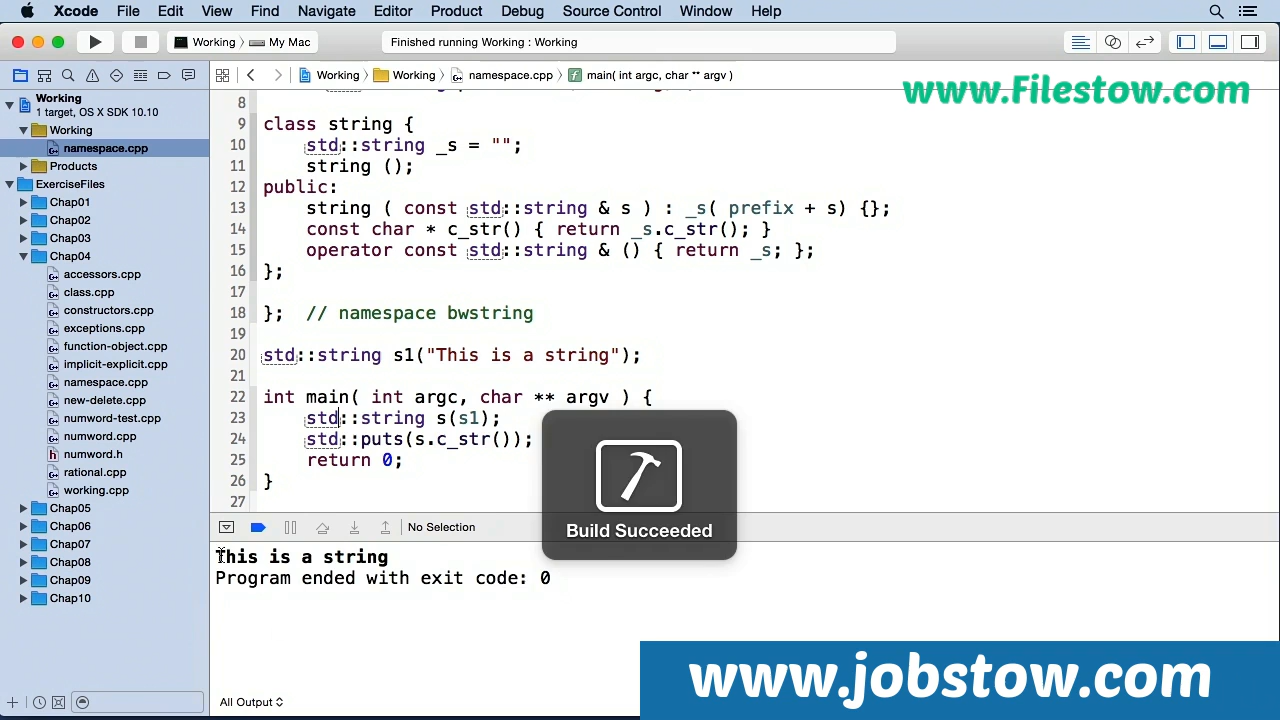 Xcode File Edit View Find Navigate Editor Product Debug Source Control Window Help
Working My Mac
Finished running Working : Working
Working Working namespace.cpp main( int argc, char ** argv )
www.Filestow.com
Working
1 target, OS X SDK 10.10
Working
namespace.cpp
Products
ExerciseFiles
Chap01
Chap02
Chap03
Chap04
accessors.cpp
class.cpp
constructors.cpp
exceptions.cpp
function-object.cpp
implicit-explicit.cpp
namespace.cpp
new-delete.cpp
numword-test.cpp
numword.cpp
numword.h
rational.cpp
working.cpp
Chap05
Chap06
Chap07
Chap08
Chap09
Chap10
8
9 class string {
10 std::string _s = "";
11 string ();
12 public:
13 string ( const std::string & s ) : _s( prefix + s) {};
14 const char * c_str() { return _s.c_str(); }
15 operator const std::string & () { return _s; };
16 };
17
18 }; // namespace bwstring
19
20 std::string s1("This is a string");
21
22 int main( int argc, char ** argv ) {
23 std::string s(s1);
24 std::puts(s.c_str());
25 return 0;
26 }
27
Build Succeeded
No Selection
This is a string
Program ended with exit code: 0
All Output
www.jobstow.com